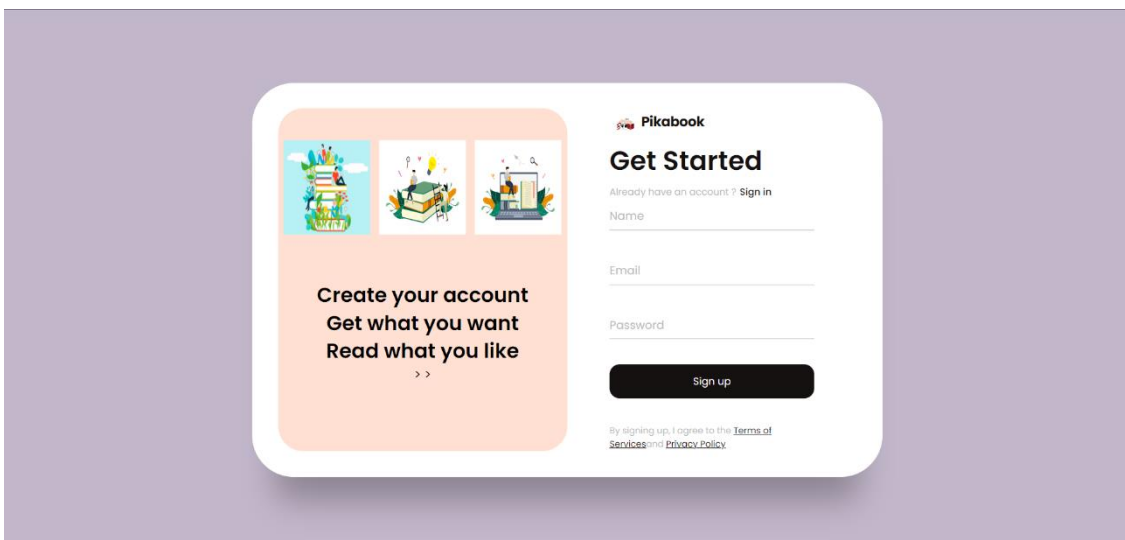 Create your account
Get what you want
Read what you like
> >
Pikabook
Get Started
Already have an account ? Sign in
Name
Email
Password
Sign up
By signing up, I agree to the Terms of
Servicesand Privacy Policy